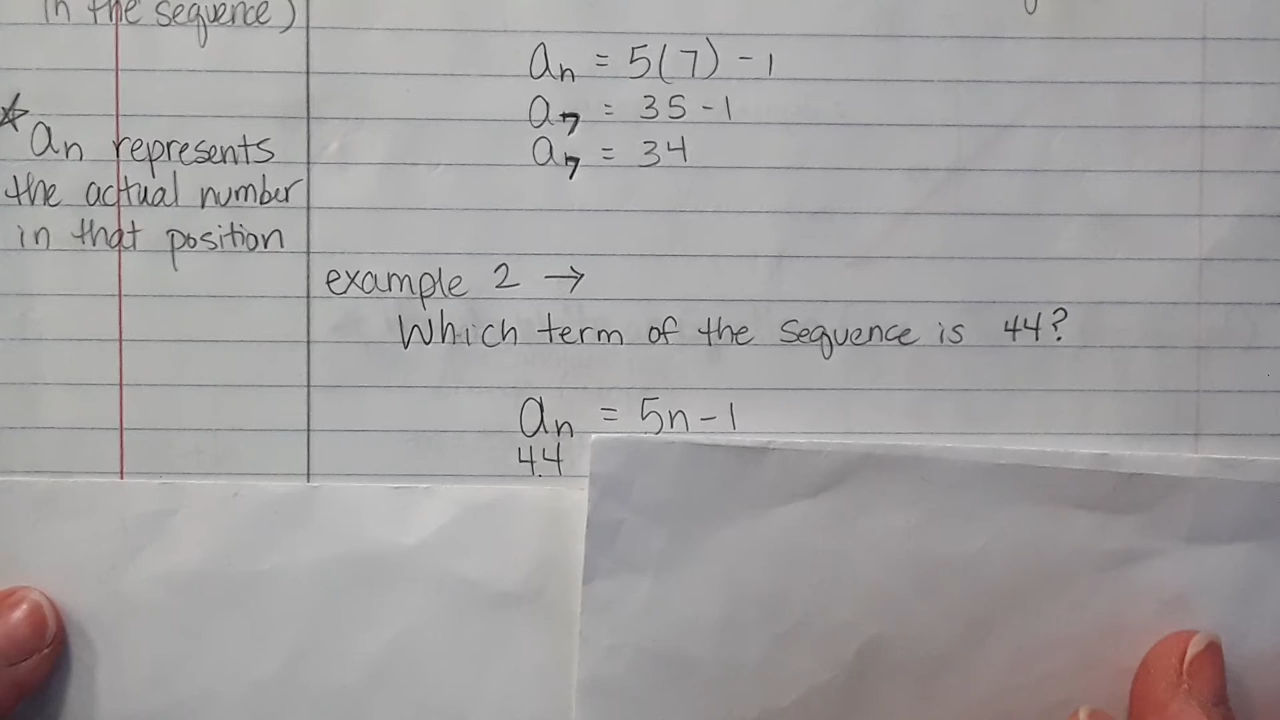 in the sequence)
an = 5(7) - 1
a7 = 35 - 1
a7 = 34
* an represents
the actual number
in that position
example 2 →
Which term of the sequence is 44?
an = 5n - 1
44